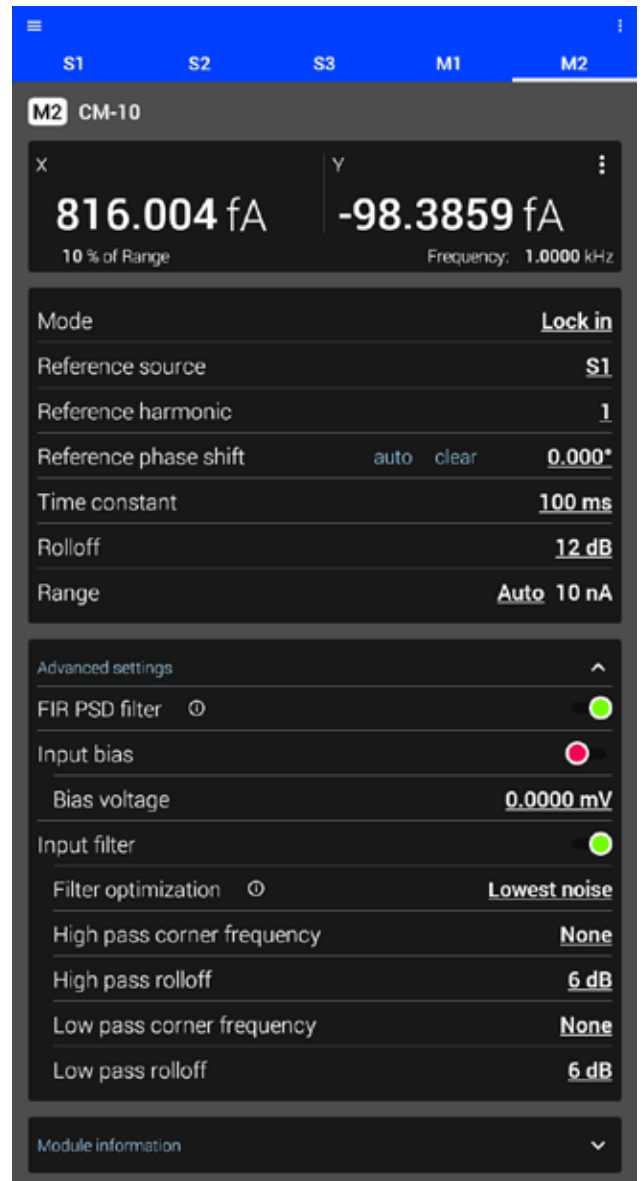 S1 S2 S3 M1 M2
M2 CM-10
X Y
816.004 fA -98.3859 fA
10 % of Range Frequency: 1.0000 kHz
Mode Lock in
Reference source S1
Reference harmonic 1
Reference phase shift auto clear 0.000°
Time constant 100 ms
Rolloff 12 dB
Range Auto 10 nA
Advanced settings
FIR PSD filter
Input bias
Bias voltage 0.0000 mV
Input filter
Filter optimization Lowest noise
High pass corner frequency None
High pass rolloff 6 dB
Low pass corner frequency None
Low pass rolloff 6 dB
Module information